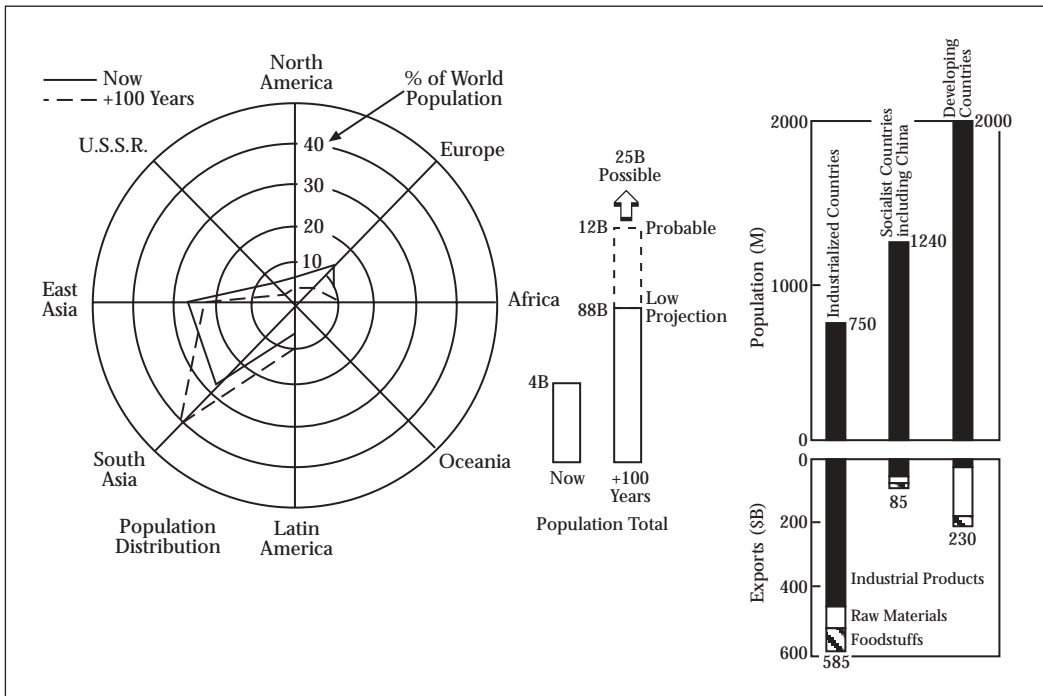 Now
+100 Years
North
America
% of World
Population
U.S.S.R.
Europe
40
30
20
10
East
Asia
Africa
South
Asia
Oceania
Population
Distribution
Latin
America
25B
Possible
12B
Probable
88B
Low
Projection
4B
Now
+100
Years
Population Total
Population (M)
2000
1000
0
Industrialized Countries
750
Socialist Countries
including China
1240
Developing
Countries
2000
Exports ($B)
0
200
400
600
85
230
Industrial Products
Raw Materials
Foodstuffs
585